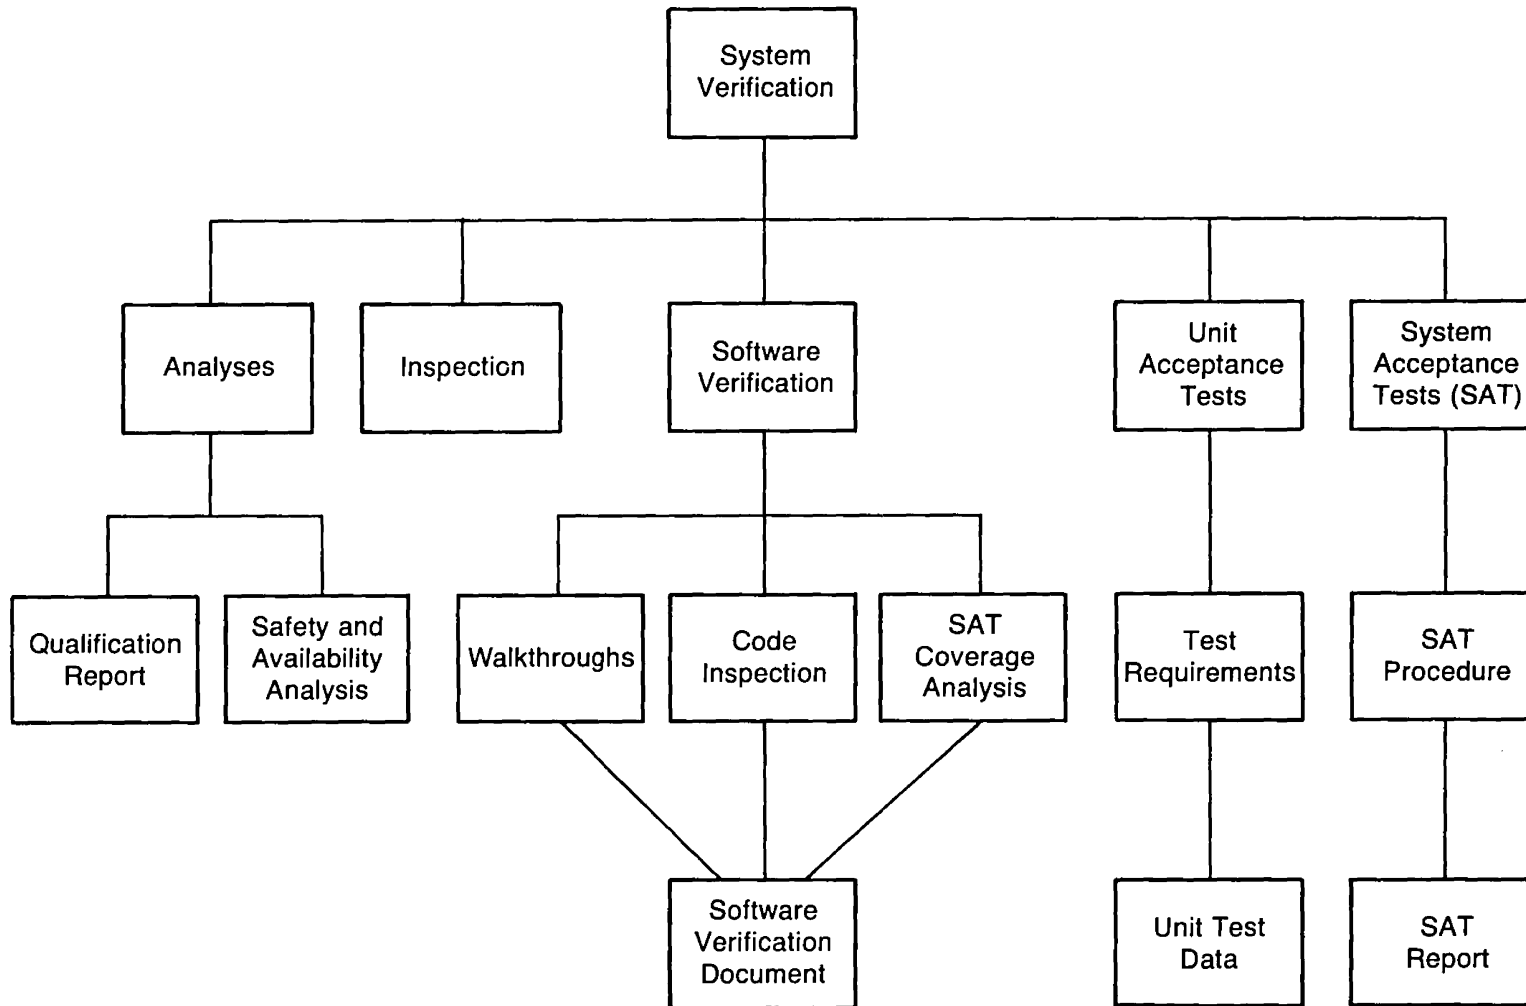 System
Verification
Analyses
Inspection
Software
Verification
Unit
Acceptance
Tests
System
Acceptance
Tests (SAT)
Qualification
Report
Safety and
Availability
Analysis
Walkthroughs
Code
Inspection
SAT
Coverage
Analysis
Test
Requirements
SAT
Procedure
Software
Verification
Document
Unit Test
Data
SAT
Report